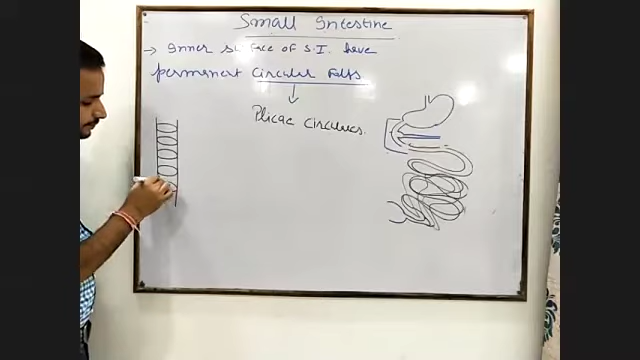 Small Intestine
→ Inner surface of S.I. have
permanent circular folds
↓
Plicae circulares.